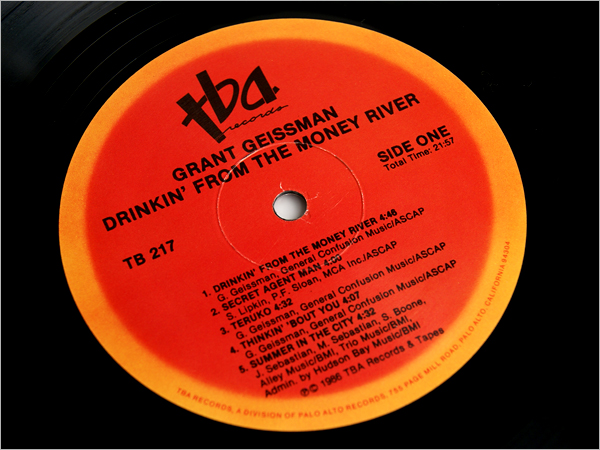 tba
records
GRANT GEISSMAN
DRINKIN' FROM THE MONEY RIVER
SIDE ONE
Total Time: 21:57
TB 217
1. DRINKIN' FROM THE MONEY RIVER 4:46
G. Geissman, General Confusion Music/ASCAP
2. SECRET AGENT MAN 4:00
S. Lipkin, P.F. Sloan, MCA Inc/ASCAP
3. TERUKO 4:32
G. Geissman, General Confusion Music/ASCAP
4. THINKIN' 'BOUT YOU 4:07
G. Geissman, General Confusion Music/ASCAP
5. SUMMER IN THE CITY 4:32
J. Sebastian, M. Sebastian, S. Boone,
Alley Music/BMI, Trio Music/BMI,
Admin. by Hudson Bay Music/BMI
℗© 1986 TBA Records & Tapes
TBA RECORDS, A DIVISION OF PALO ALTO RECORDS, 755 PAGE MILL ROAD, PALO ALTO, CALIFORNIA 94304